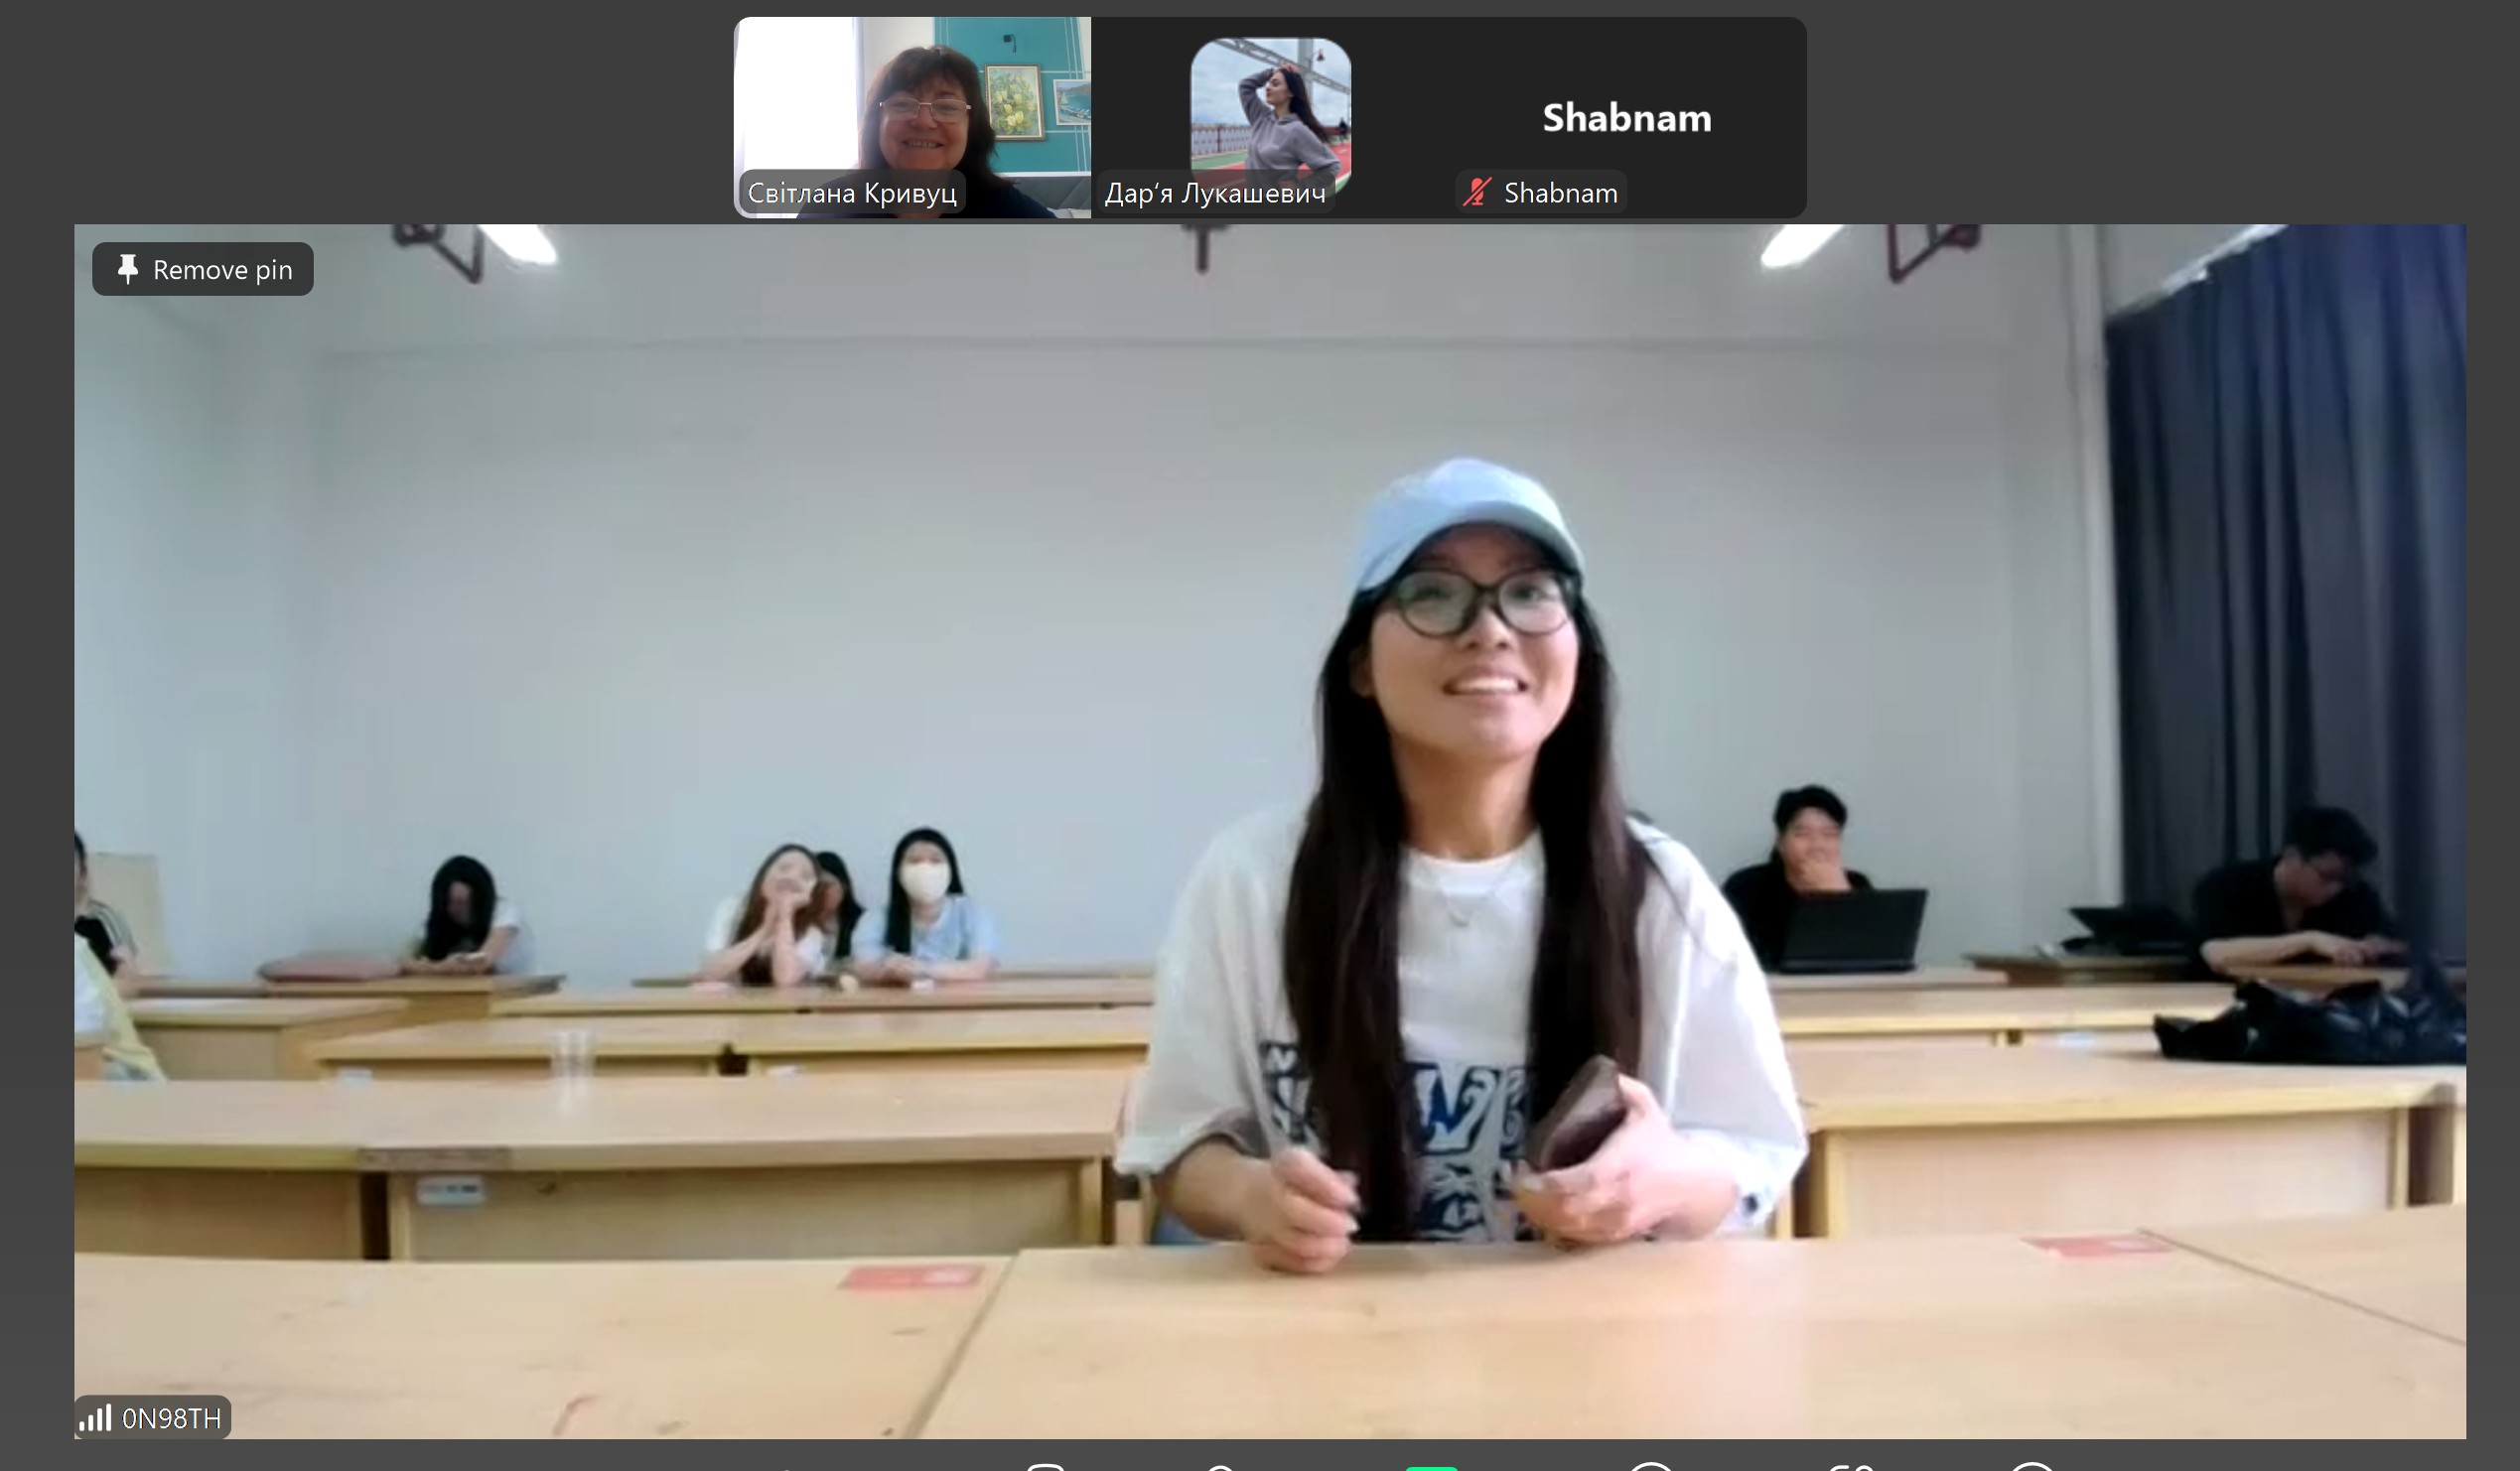 Shabnam
Світлана Кривуц
Дар‘я Лукашевич
Shabnam
Remove pin
0N98TH